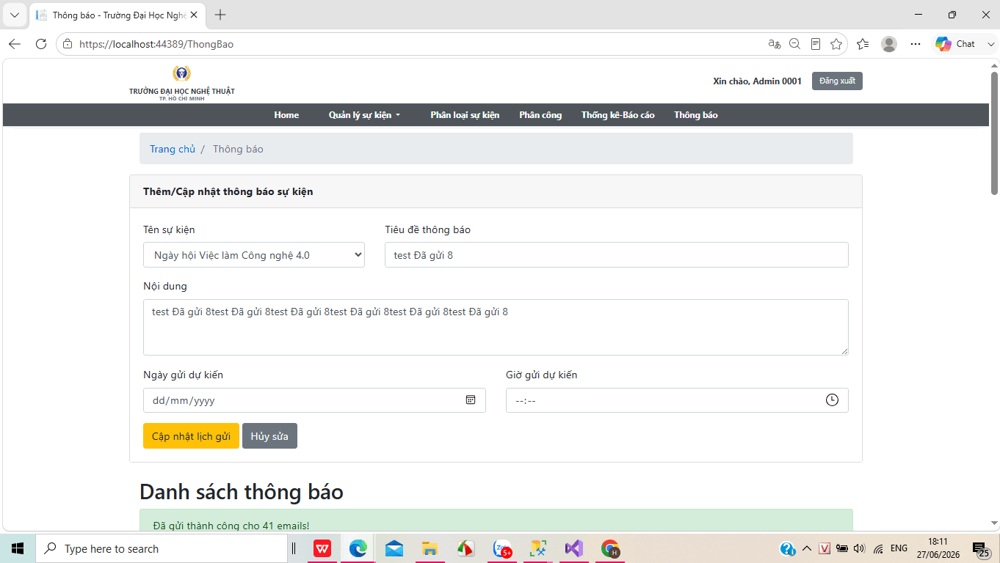 Thông báo - Trường Đại Học Nghệ
https://localhost:44389/ThongBao
Chat
TRƯỜNG ĐẠI HỌC NGHỆ THUẬT
TP. HỒ CHÍ MINH
Xin chào, Admin 0001
Đăng xuất
Home
Quản lý sự kiện
Phân loại sự kiện
Phân công
Thống kê-Báo cáo
Thông báo
Trang chủ / Thông báo
Thêm/Cập nhật thông báo sự kiện
Tên sự kiện
Tiêu đề thông báo
Ngày hội Việc làm Công nghệ 4.0
test Đã gửi 8
Nội dung
test Đã gửi 8test Đã gửi 8test Đã gửi 8test Đã gửi 8test Đã gửi 8test Đã gửi 8
Ngày gửi dự kiến
Giờ gửi dự kiến
dd/mm/yyyy
--:--
Cập nhật lịch gửi
Hủy sửa
Danh sách thông báo
Đã gửi thành công cho 41 emails!
Type here to search
5+
ENG
18:11
27/06/2026
25